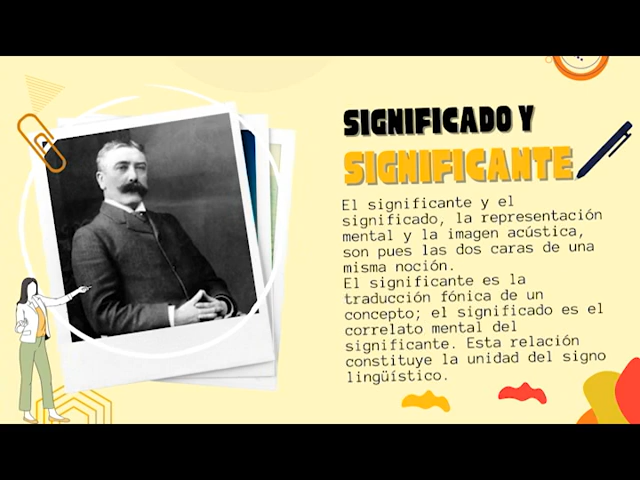 SIGNIFICADO Y
SIGNIFICANTE
El significante y el
significado, la representación
mental y la imagen acústica,
son pues las dos caras de una
misma noción.
El significante es la
traducción fónica de un
concepto; el significado es el
correlato mental del
significante. Esta relación
constituye la unidad del signo
lingüístico.